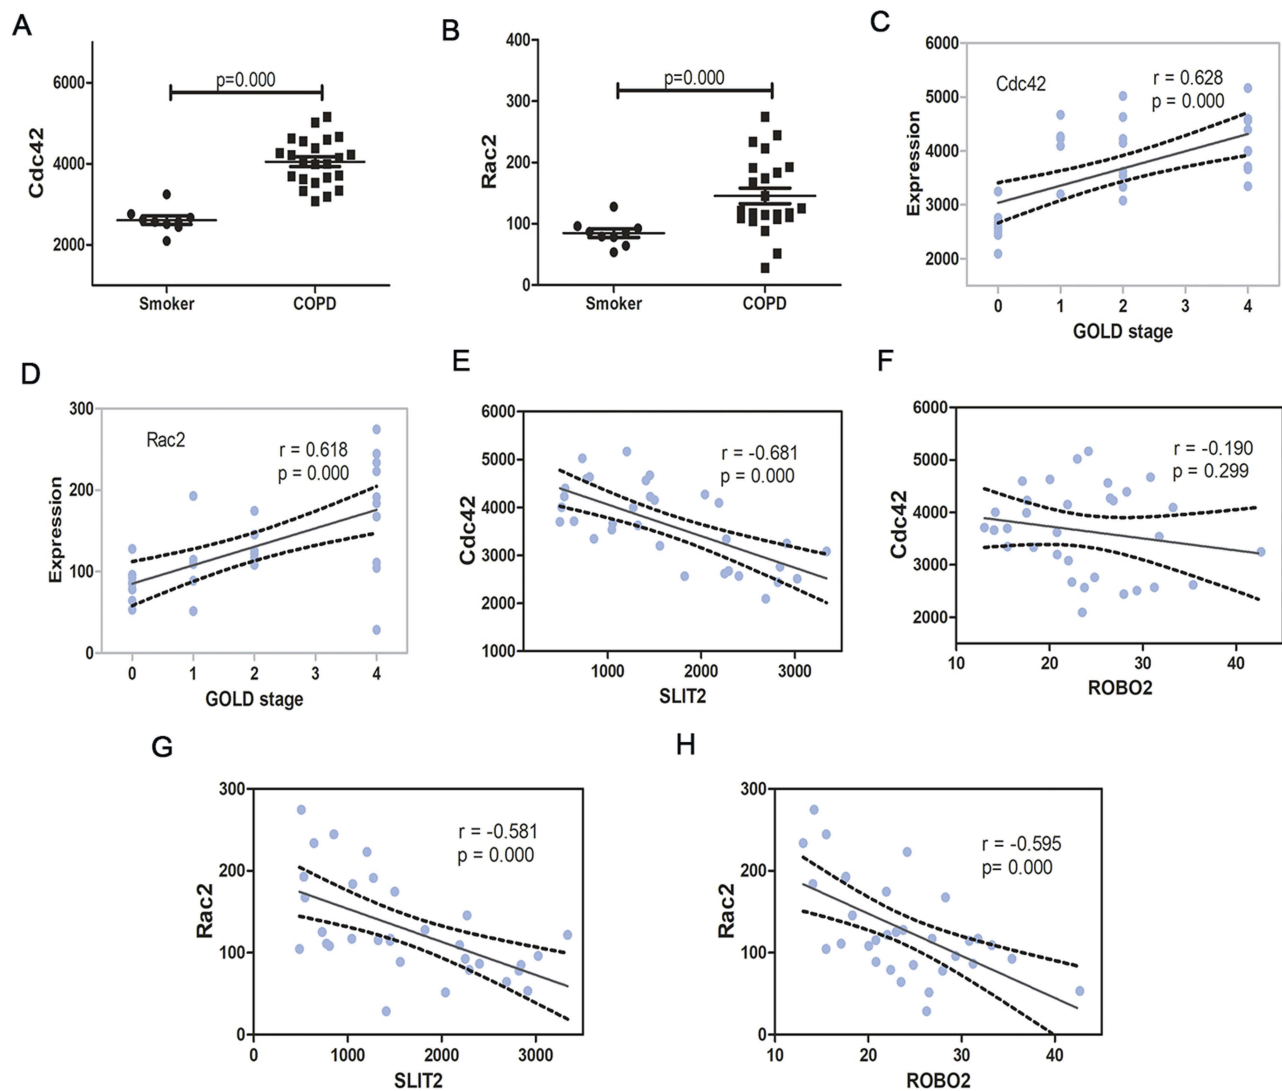 A
Cdc42
6000
4000
2000
p=0.000
Smoker
COPD
B
Rac2
400
300
200
100
0
p=0.000
Smoker
COPD
C
Expression
6000
5000
4000
3000
2000
Cdc42
r = 0.628
p = 0.000
0 1 2 3 4
GOLD stage
D
Expression
300
200
100
0
Rac2
r = 0.618
p = 0.000
0 1 2 3 4
GOLD stage
E
Cdc42
6000
5000
4000
3000
2000
1000
r = -0.681
p = 0.000
1000 2000 3000
SLIT2
F
Cdc42
6000
5000
4000
3000
2000
r = -0.190
p = 0.299
10 20 30 40
ROBO2
G
Rac2
300
200
100
0
r = -0.581
p = 0.000
0 1000 2000 3000
SLIT2
H
Rac2
300
200
100
0
r = -0.595
p= 0.000
10 20 30 40
ROBO2